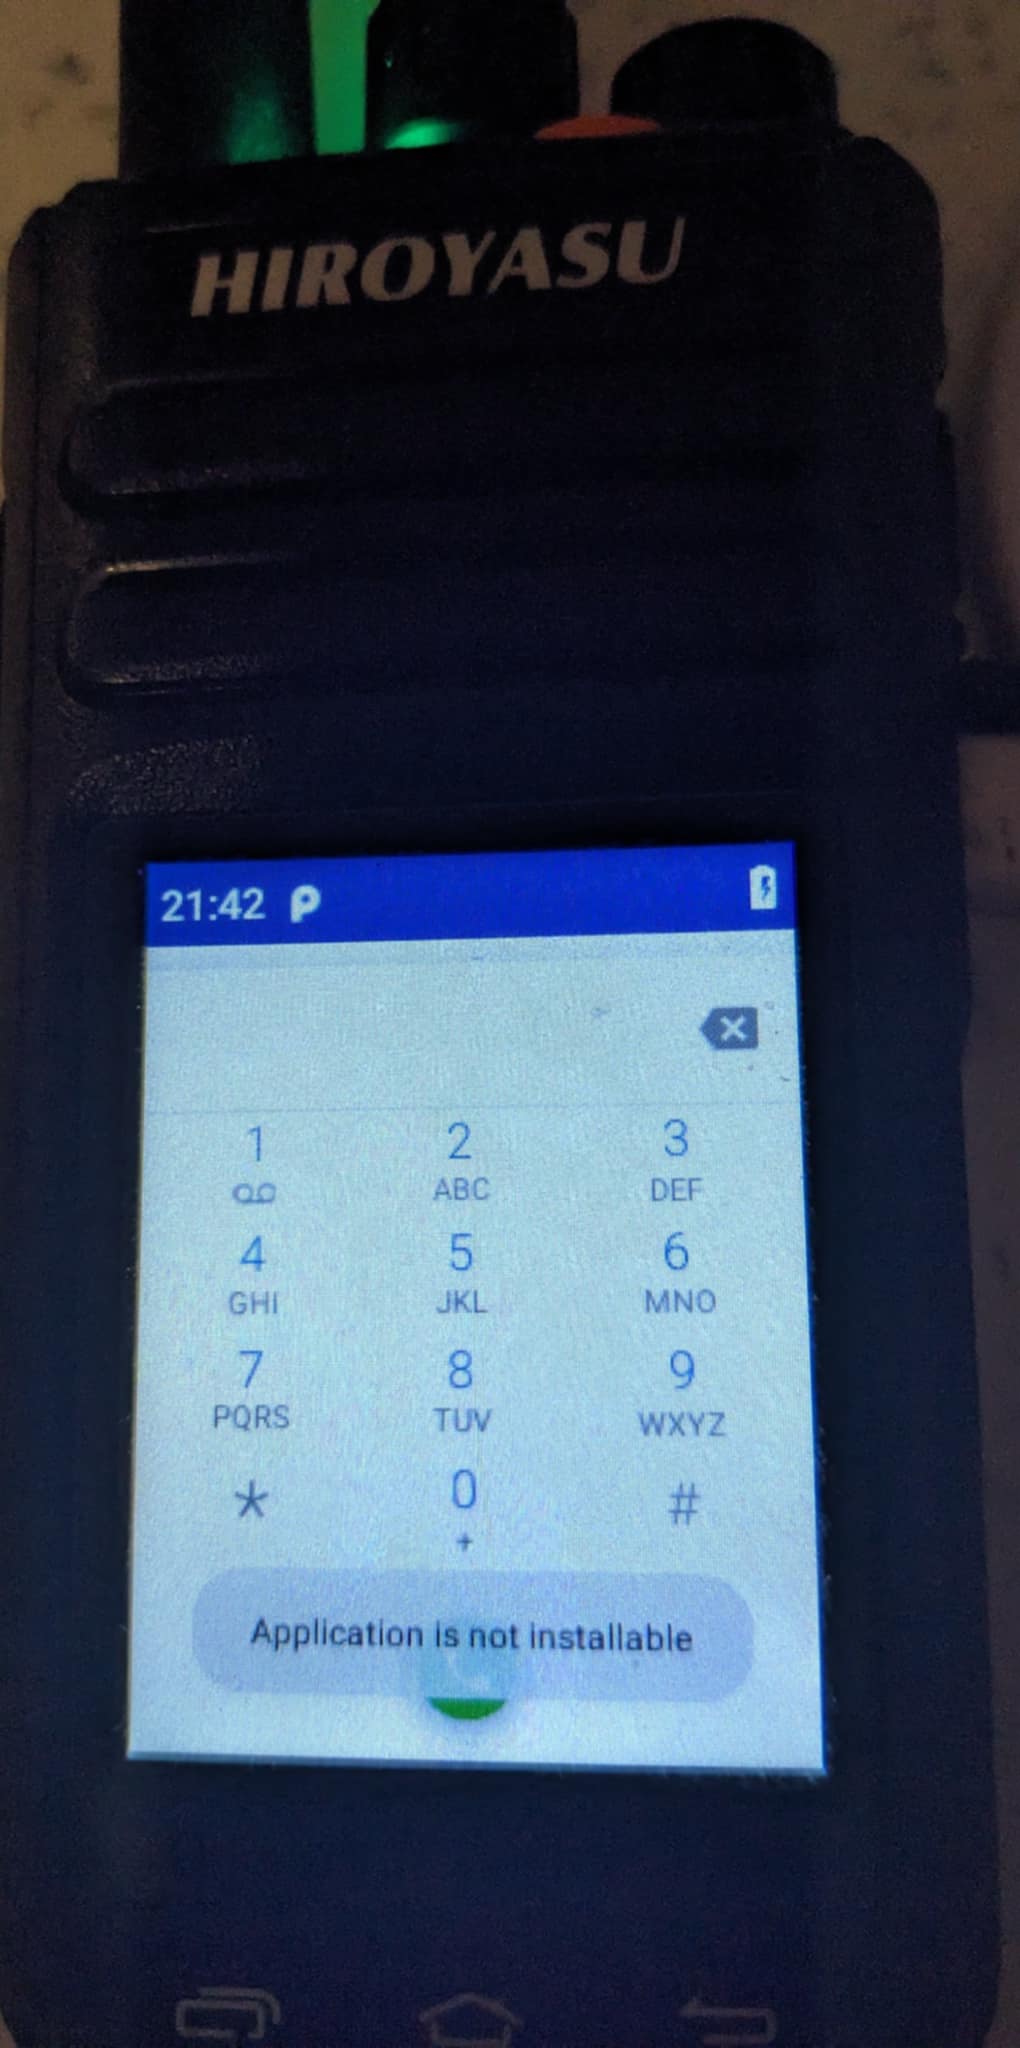 HIROYASU
21:42
1 2 3
ABC DEF
4 5 6
GHI JKL MNO
7 8 9
PQRS TUV WXYZ
* 0 #
+
Application is not installable